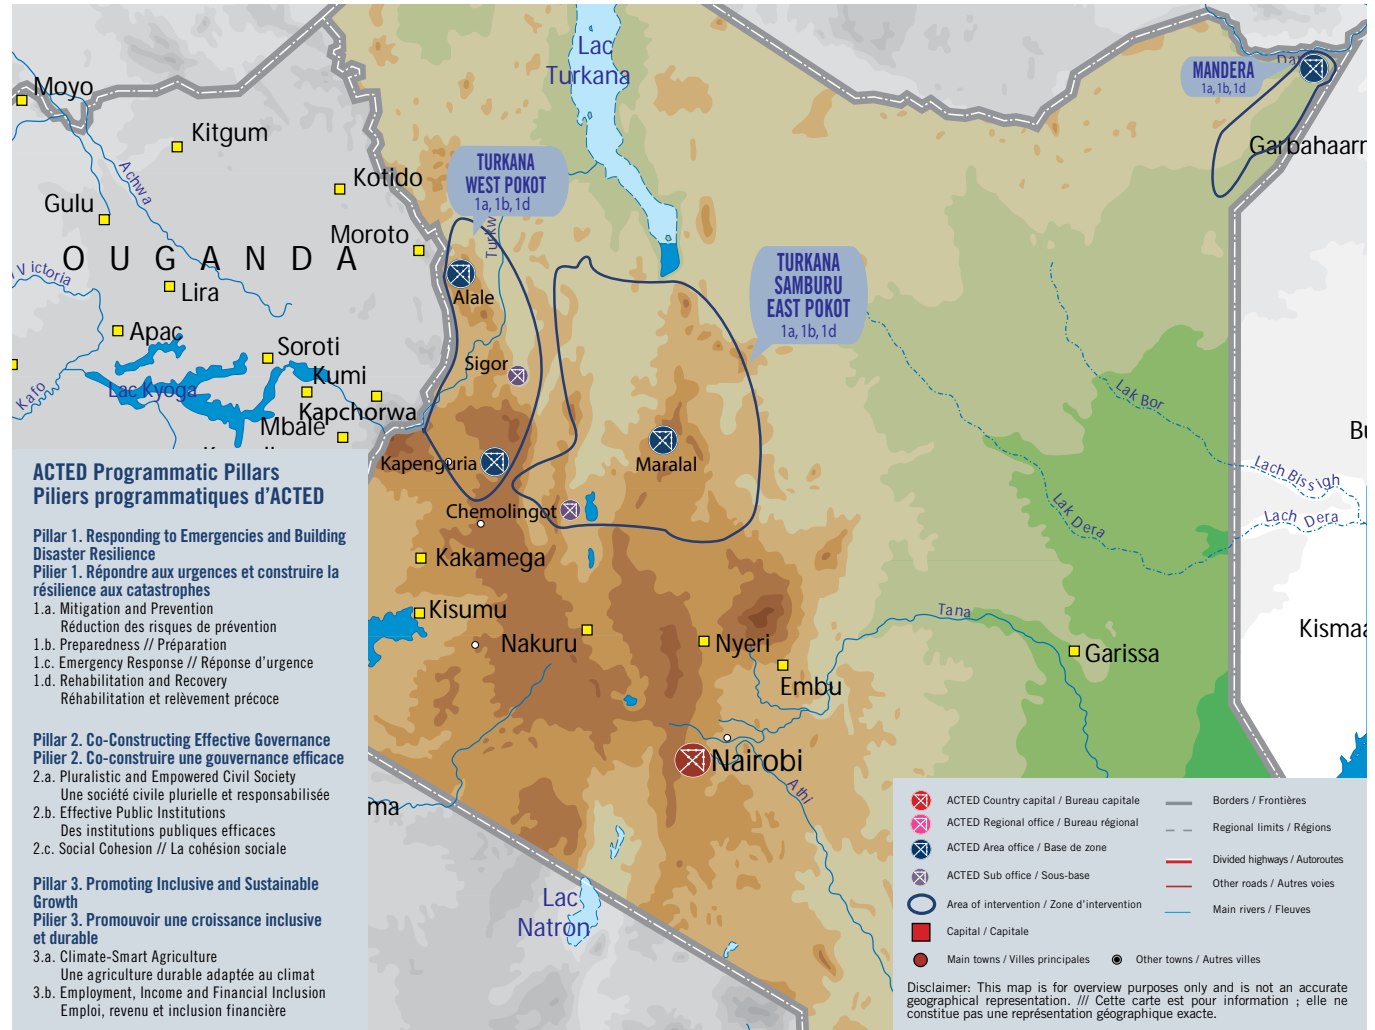 Lac
Turkana
MANDERA
1a, 1b, 1d
Garbahaarr
Moyo
Kitgum
Achwa
Kotido
Gulu
Moroto
TURKANA
WEST POKOT
1a, 1b, 1d
Turkw
OUGANDA
Victoria
Lira
Alale
TURKANA
SAMBURU
EAST POKOT
1a, 1b, 1d
Apac
Soroti
Sigor
Kumi
Lac Kyoga
Kafo
Kapchorwa
Mbale
Lak Bor
Bu
Kapenguria
Maralal
Lach Bissigh
Chemolingot
Lak Dera
Lach Dera
Kakamega
Kisumu
Tana
Nakuru
Nyeri
Kismaa
Garissa
Embu
Nairobi
Athi
ma
Lac
Natron
ACTED Programmatic Pillars
Piliers programmatiques d’ACTED
Pillar 1. Responding to Emergencies and Building
Disaster Resilience
Pilier 1. Répondre aux urgences et construire la
résilience aux catastrophes
1.a. Mitigation and Prevention
Réduction des risques de prévention
1.b. Preparedness // Préparation
1.c. Emergency Response // Réponse d’urgence
1.d. Rehabilitation and Recovery
Réhabilitation et relèvement précoce
Pillar 2. Co-Constructing Effective Governance
Pilier 2. Co-construire une gouvernance efficace
2.a. Pluralistic and Empowered Civil Society
Une société civile plurielle et responsabilisée
2.b. Effective Public Institutions
Des institutions publiques efficaces
2.c. Social Cohesion // La cohésion sociale
Pillar 3. Promoting Inclusive and Sustainable
Growth
Pilier 3. Promouvoir une croissance inclusive
et durable
3.a. Climate-Smart Agriculture
Une agriculture durable adaptée au climat
3.b. Employment, Income and Financial Inclusion
Emploi, revenu et inclusion financière
ACTED Country capital / Bureau capitale
ACTED Regional office / Bureau régional
ACTED Area office / Base de zone
ACTED Sub office / Sous-base
Area of intervention / Zone d’intervention
Capital / Capitale
Main towns / Villes principales
Other towns / Autres villes
Borders / Frontières
Regional limits / Régions
Divided highways / Autoroutes
Other roads / Autres voies
Main rivers / Fleuves
Disclaimer: This map is for overview purposes only and is not an accurate
geographical representation. /// Cette carte est pour information ; elle ne
constitue pas une représentation géographique exacte.